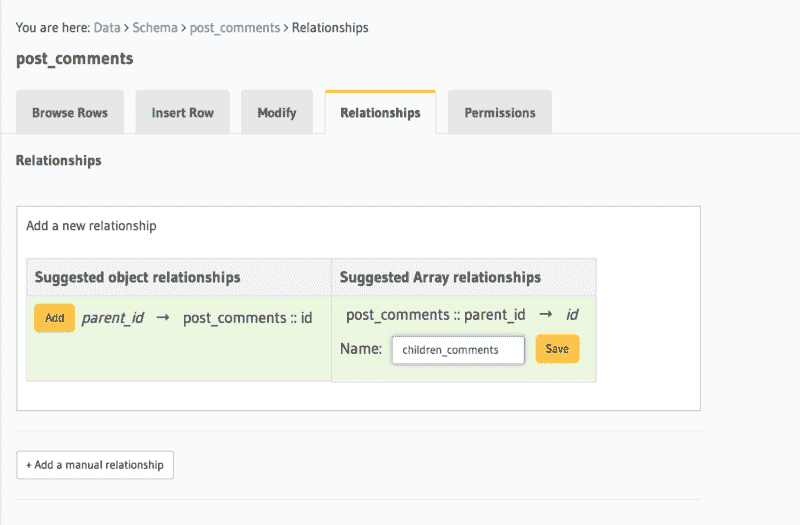 You are here: Data > Schema > post_comments > Relationships
post_comments
Browse Rows Insert Row Modify Relationships Permissions
Relationships
Add a new relationship
Suggested object relationships Suggested Array relationships
Add parent_id → post_comments :: id post_comments :: parent_id → id
Name: children_comments Save
+ Add a manual relationship